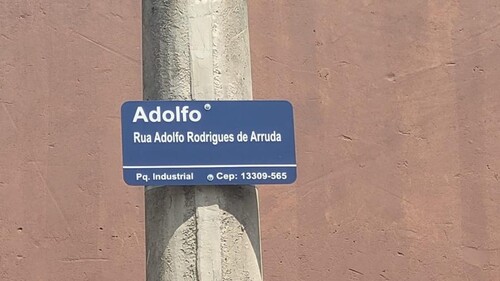 Adolfo
Rua Adolfo Rodrigues de Arruda
Pq. Industrial Cep: 13309-565